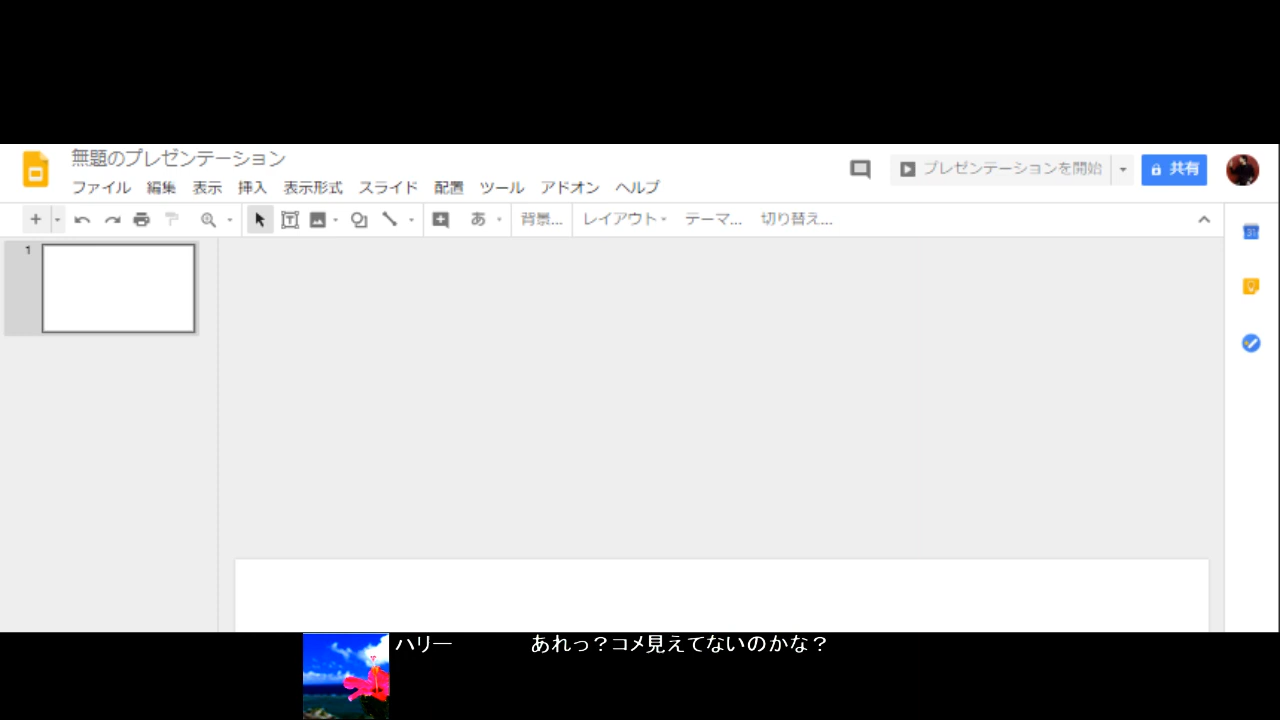 無題のプレゼンテーション
ファイル 編集 表示 挿入 表示形式 スライド 配置 ツール アドオン ヘルプ
プレゼンテーションを開始
共有
あ 背景... レイアウト テーマ... 切り替え...
31
1
ハリー あれっ？コメ見えてないのかな？